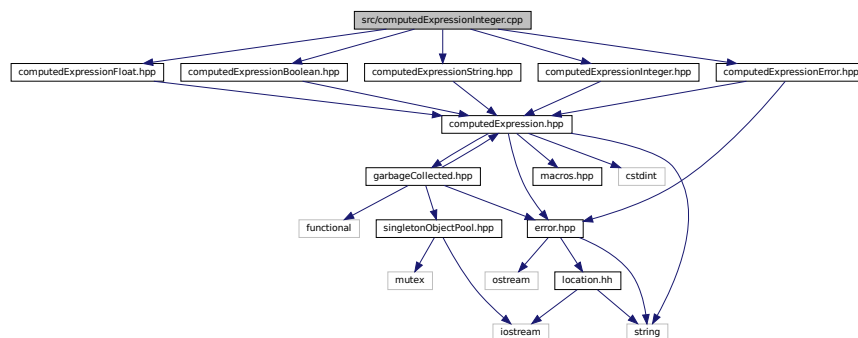 src/computedExpressionInteger.cpp
computedExpressionFloat.hpp
computedExpressionBoolean.hpp
computedExpressionString.hpp
computedExpressionInteger.hpp
computedExpressionError.hpp
computedExpression.hpp
garbageCollected.hpp
macros.hpp
cstdint
functional
singletonObjectPool.hpp
error.hpp
mutex
ostream
location.hh
iostream
string